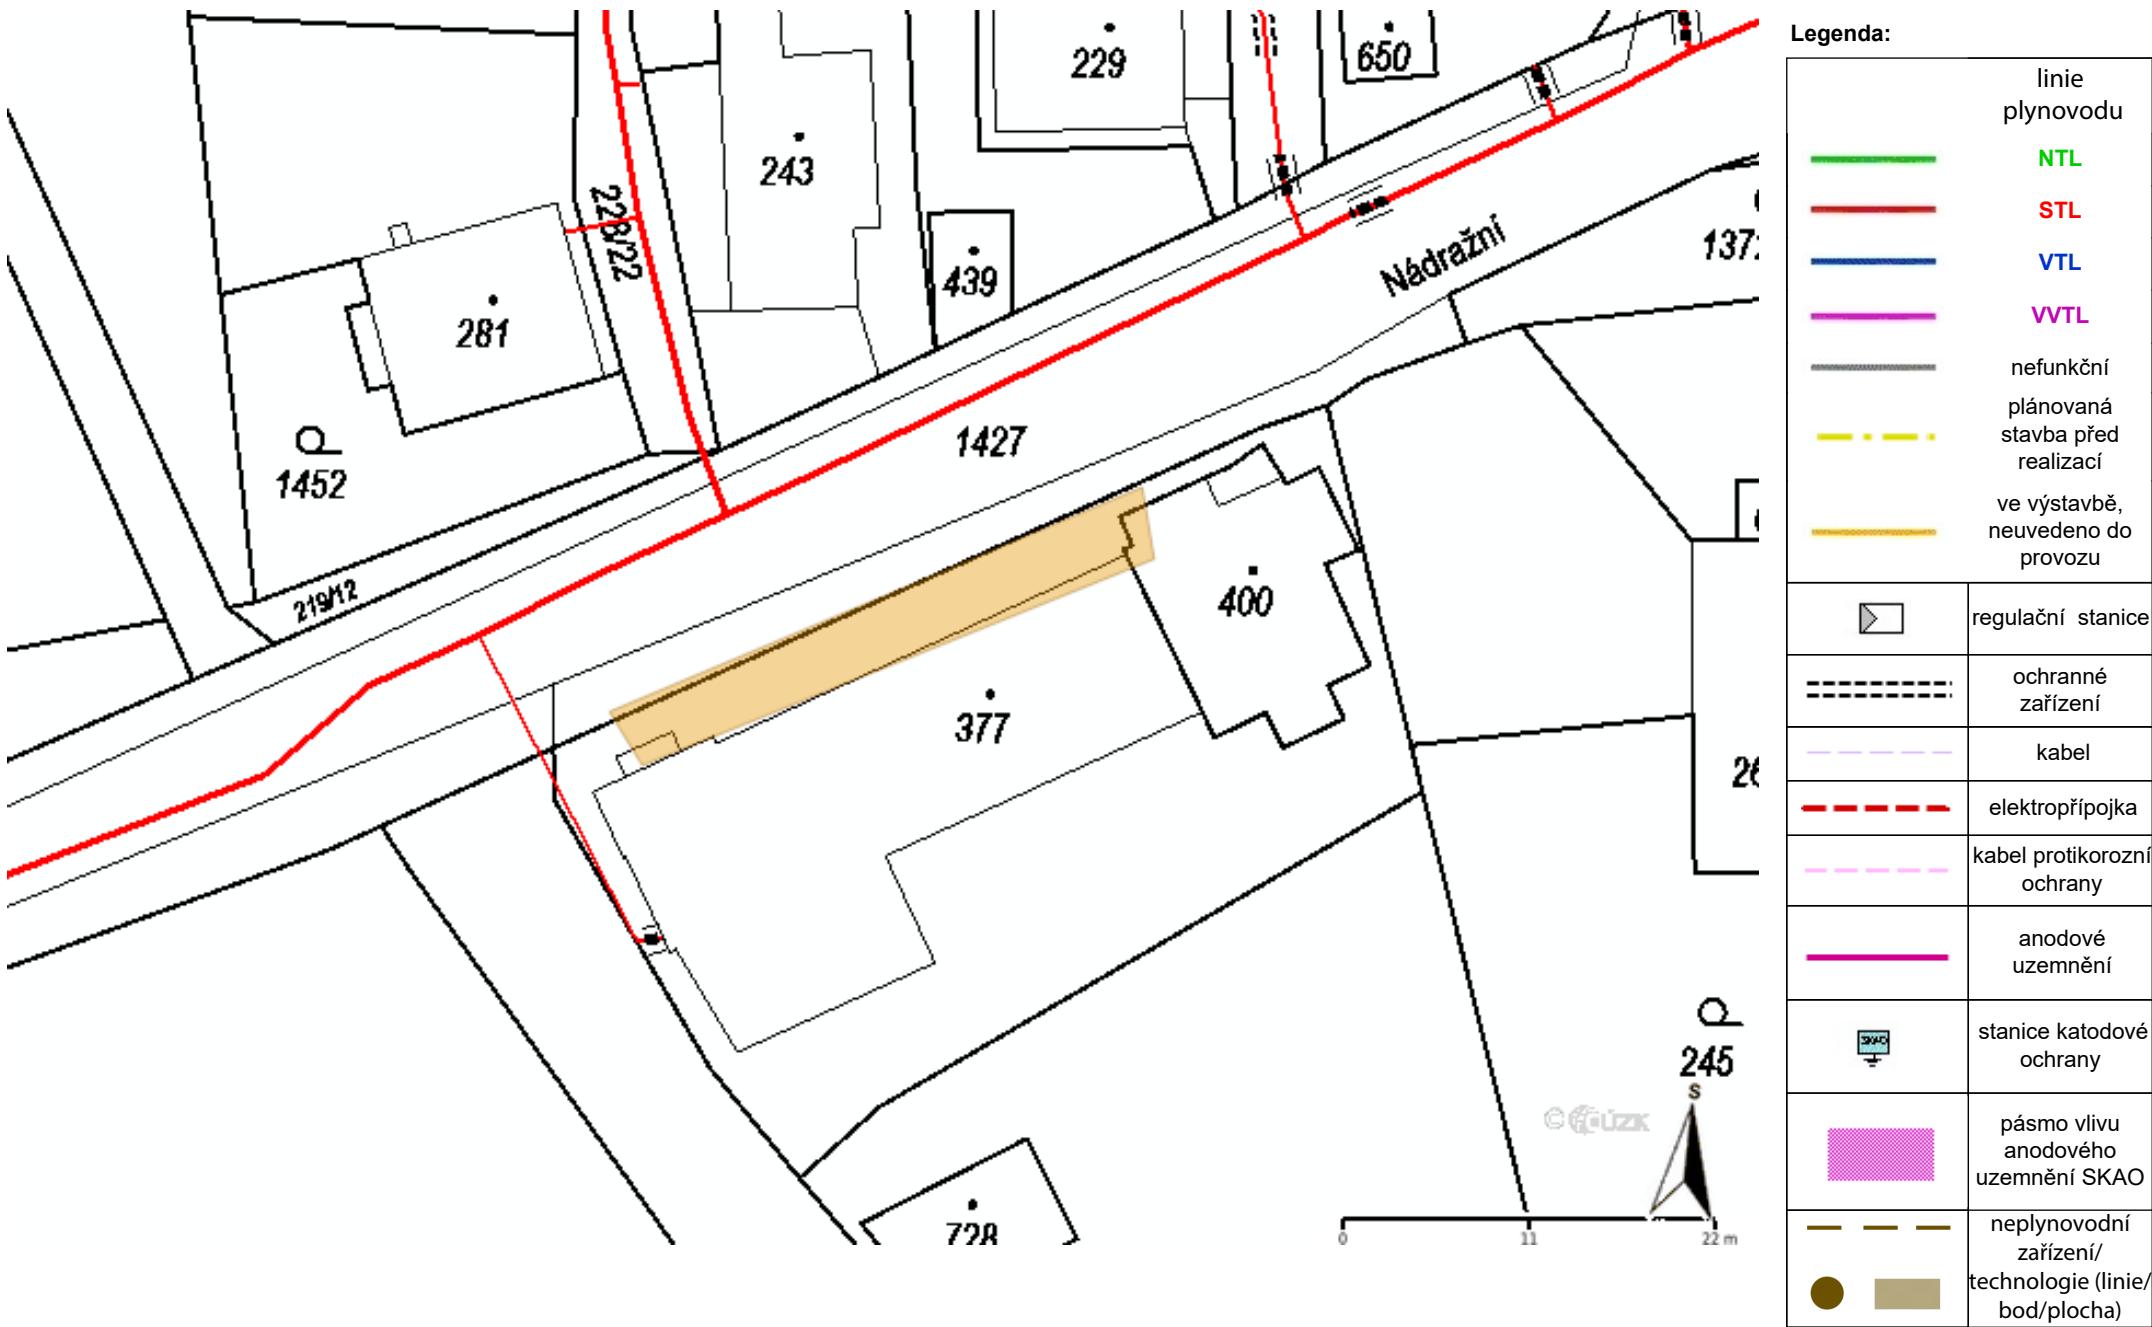 229
650
243
228/22
439
Nádražní
281
1427
1452
219/12
400
377
245
S
© ČÚZK
728
0 11 22 m
Legenda:
linie
plynovodu
NTL
STL
VTL
VVTL
nefunkční
plánovaná
stavba před
realizací
ve výstavbě,
neuvedeno do
provozu
regulační stanice
ochranné
zařízení
kabel
elektropřípojka
kabel protikorozní
ochrany
anodové
uzemnění
SKAO
stanice katodové
ochrany
pásmo vlivu
anodového
uzemnění SKAO
neplynovodní
zařízení/
technologie (linie/
bod/plocha)